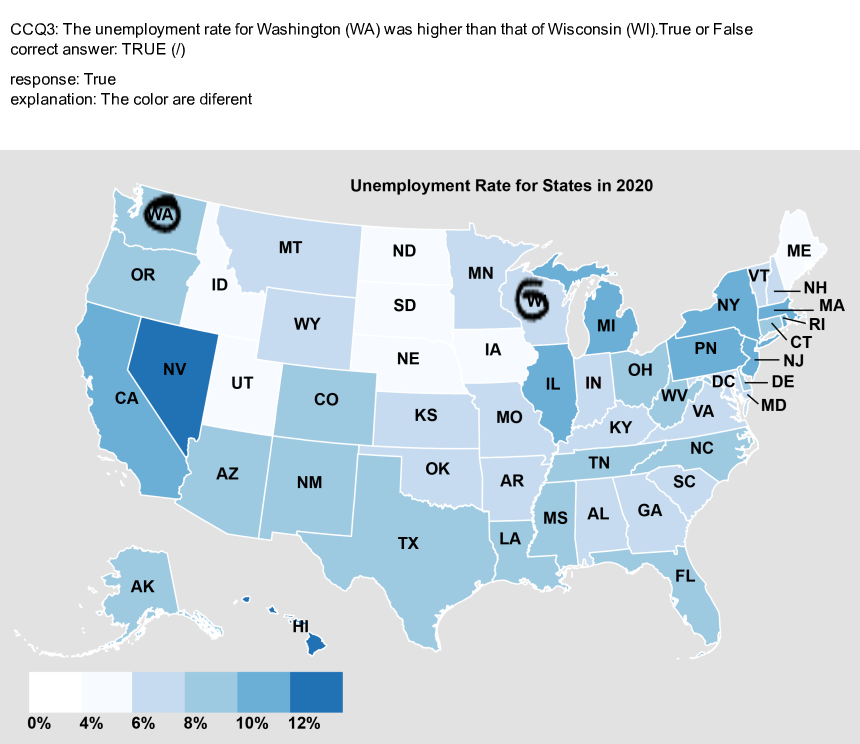 CCQ3: The unemployment rate for Washington (WA) was higher than that of Wisconsin (WI).True or False
correct answer: TRUE (/)
response: True
explanation: The color are diferent
Unemployment Rate for States in 2020
WA
MT
ND
ME
OR
ID
MN
VT
NH
SD
WY
NY
MA
MI
RI
CT
NE
IA
PN
NJ
NV
UT
IL
IN
OH
DC
DE
CA
CO
WV
MD
KS
MO
VA
KY
AZ
NM
OK
TN
NC
AR
SC
MS
AL
GA
TX
LA
FL
AK
HI
0% 4% 6% 8% 10% 12%